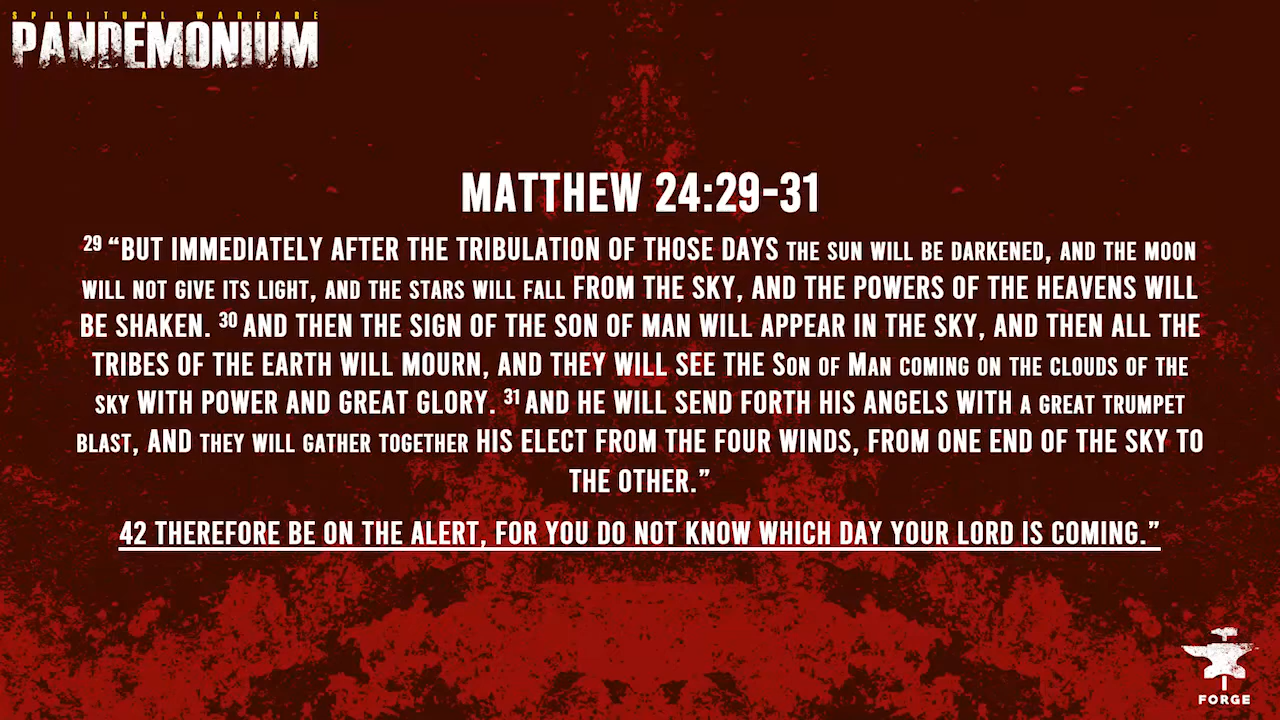 SPIRITUAL WARFARE
PANDEMONIUM
MATTHEW 24:29-31
29 “BUT IMMEDIATELY AFTER THE TRIBULATION OF THOSE DAYS THE SUN WILL BE DARKENED, AND THE MOON
WILL NOT GIVE ITS LIGHT, AND THE STARS WILL FALL FROM THE SKY, AND THE POWERS OF THE HEAVENS WILL
BE SHAKEN. 30 AND THEN THE SIGN OF THE SON OF MAN WILL APPEAR IN THE SKY, AND THEN ALL THE
TRIBES OF THE EARTH WILL MOURN, AND THEY WILL SEE THE SON OF MAN COMING ON THE CLOUDS OF THE
SKY WITH POWER AND GREAT GLORY. 31 AND HE WILL SEND FORTH HIS ANGELS WITH A GREAT TRUMPET
BLAST, AND THEY WILL GATHER TOGETHER HIS ELECT FROM THE FOUR WINDS, FROM ONE END OF THE SKY TO
THE OTHER.”
42 THEREFORE BE ON THE ALERT, FOR YOU DO NOT KNOW WHICH DAY YOUR LORD IS COMING.”
FORGE